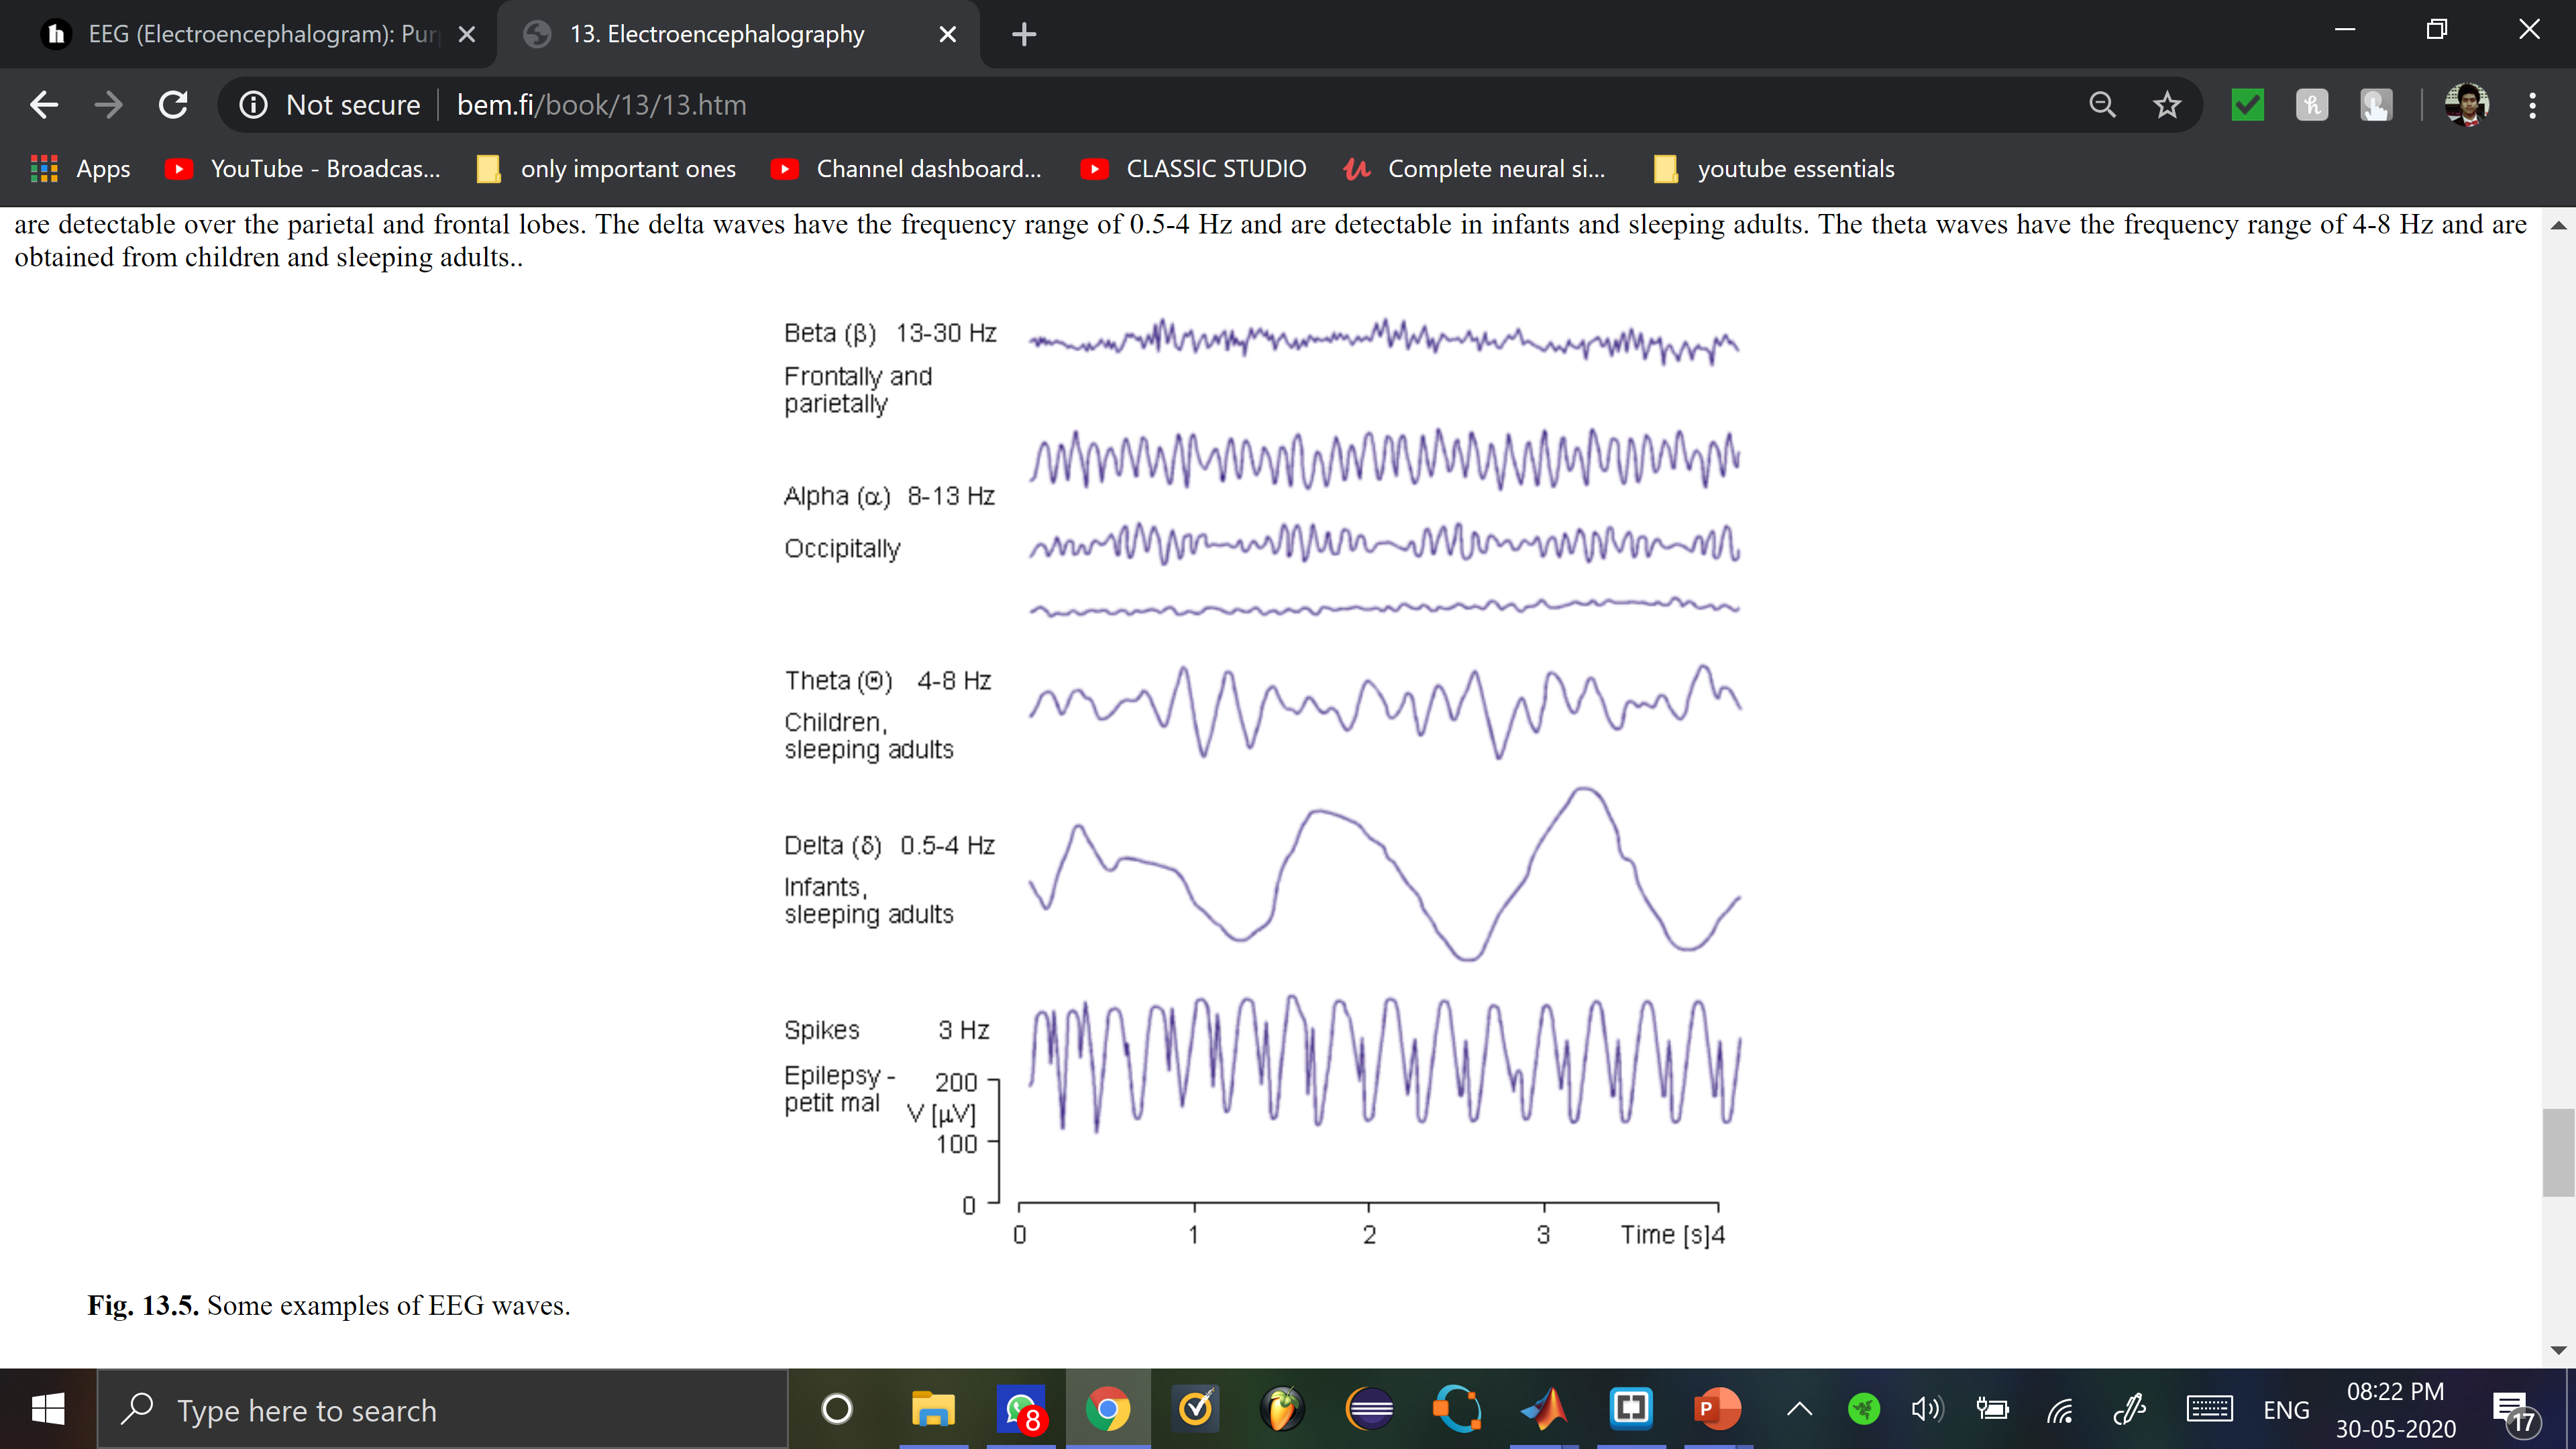 EEG (Electroencephalogram): Pur
13. Electroencephalography
Not secure
bem.fi/book/13/13.htm
Apps
YouTube - Broadcas...
only important ones
Channel dashboard...
CLASSIC STUDIO
Complete neural si...
youtube essentials
are detectable over the parietal and frontal lobes. The delta waves have the frequency range of 0.5-4 Hz and are detectable in infants and sleeping adults. The theta waves have the frequency range of 4-8 Hz and are
obtained from children and sleeping adults..
Beta (β) 13-30 Hz
Frontally and
parietally
Alpha (α) 8-13 Hz
Occipitally
Theta (Θ) 4-8 Hz
Children,
sleeping adults
Delta (δ) 0.5-4 Hz
Infants,
sleeping adults
Spikes 3 Hz
Epilepsy -
petit mal
200
V [µV]
100
0
0 1 2 3 Time [s]4
Fig. 13.5. Some examples of EEG waves.
Type here to search
8
P
ENG
08:22 PM
30-05-2020
17